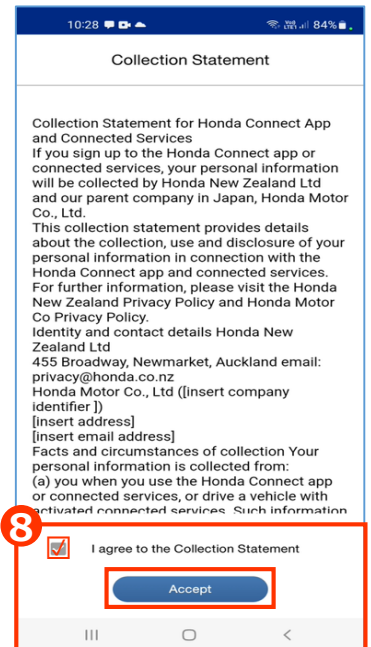 10:28 84%
Collection Statement
Collection Statement for Honda Connect App
and Connected Services
If you sign up to the Honda Connect app or
connected services, your personal information
will be collected by Honda New Zealand Ltd
and our parent company in Japan, Honda Motor
Co., Ltd.
This collection statement provides details
about the collection, use and disclosure of your
personal information in connection with the
Honda Connect app and connected services.
For further information, please visit the Honda
New Zealand Privacy Policy and Honda Motor
Co Privacy Policy.
Identity and contact details Honda New
Zealand Ltd
455 Broadway, Newmarket, Auckland email:
privacy@honda.co.nz
Honda Motor Co., Ltd ([insert company
identifier ])
[insert address]
[insert email address]
Facts and circumstances of collection Your
personal information is collected from:
(a) you when you use the Honda Connect app
or connected services, or drive a vehicle with
activated connected services. Such information
8
I agree to the Collection Statement
Accept